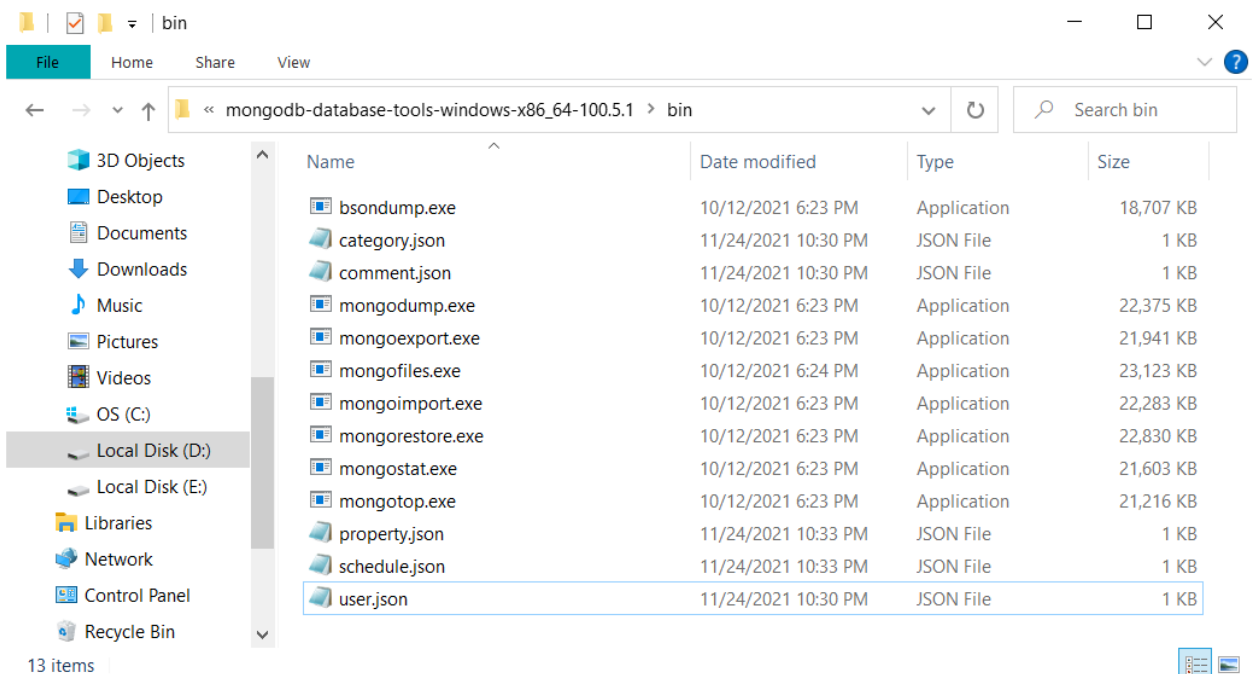 bin
File Home Share View
« mongodb-database-tools-windows-x86_64-100.5.1 > bin
Search bin
3D Objects
Desktop
Documents
Downloads
Music
Pictures
Videos
OS (C:)
Local Disk (D:)
Local Disk (E:)
Libraries
Network
Control Panel
Recycle Bin
Name Date modified Type Size
bsondump.exe 10/12/2021 6:23 PM Application 18,707 KB
category.json 11/24/2021 10:30 PM JSON File 1 KB
comment.json 11/24/2021 10:30 PM JSON File 1 KB
mongodump.exe 10/12/2021 6:23 PM Application 22,375 KB
mongoexport.exe 10/12/2021 6:23 PM Application 21,941 KB
mongofiles.exe 10/12/2021 6:24 PM Application 23,123 KB
mongoimport.exe 10/12/2021 6:23 PM Application 22,283 KB
mongorestore.exe 10/12/2021 6:23 PM Application 22,830 KB
mongostat.exe 10/12/2021 6:23 PM Application 21,603 KB
mongotop.exe 10/12/2021 6:23 PM Application 21,216 KB
property.json 11/24/2021 10:33 PM JSON File 1 KB
schedule.json 11/24/2021 10:33 PM JSON File 1 KB
user.json 11/24/2021 10:30 PM JSON File 1 KB
13 items